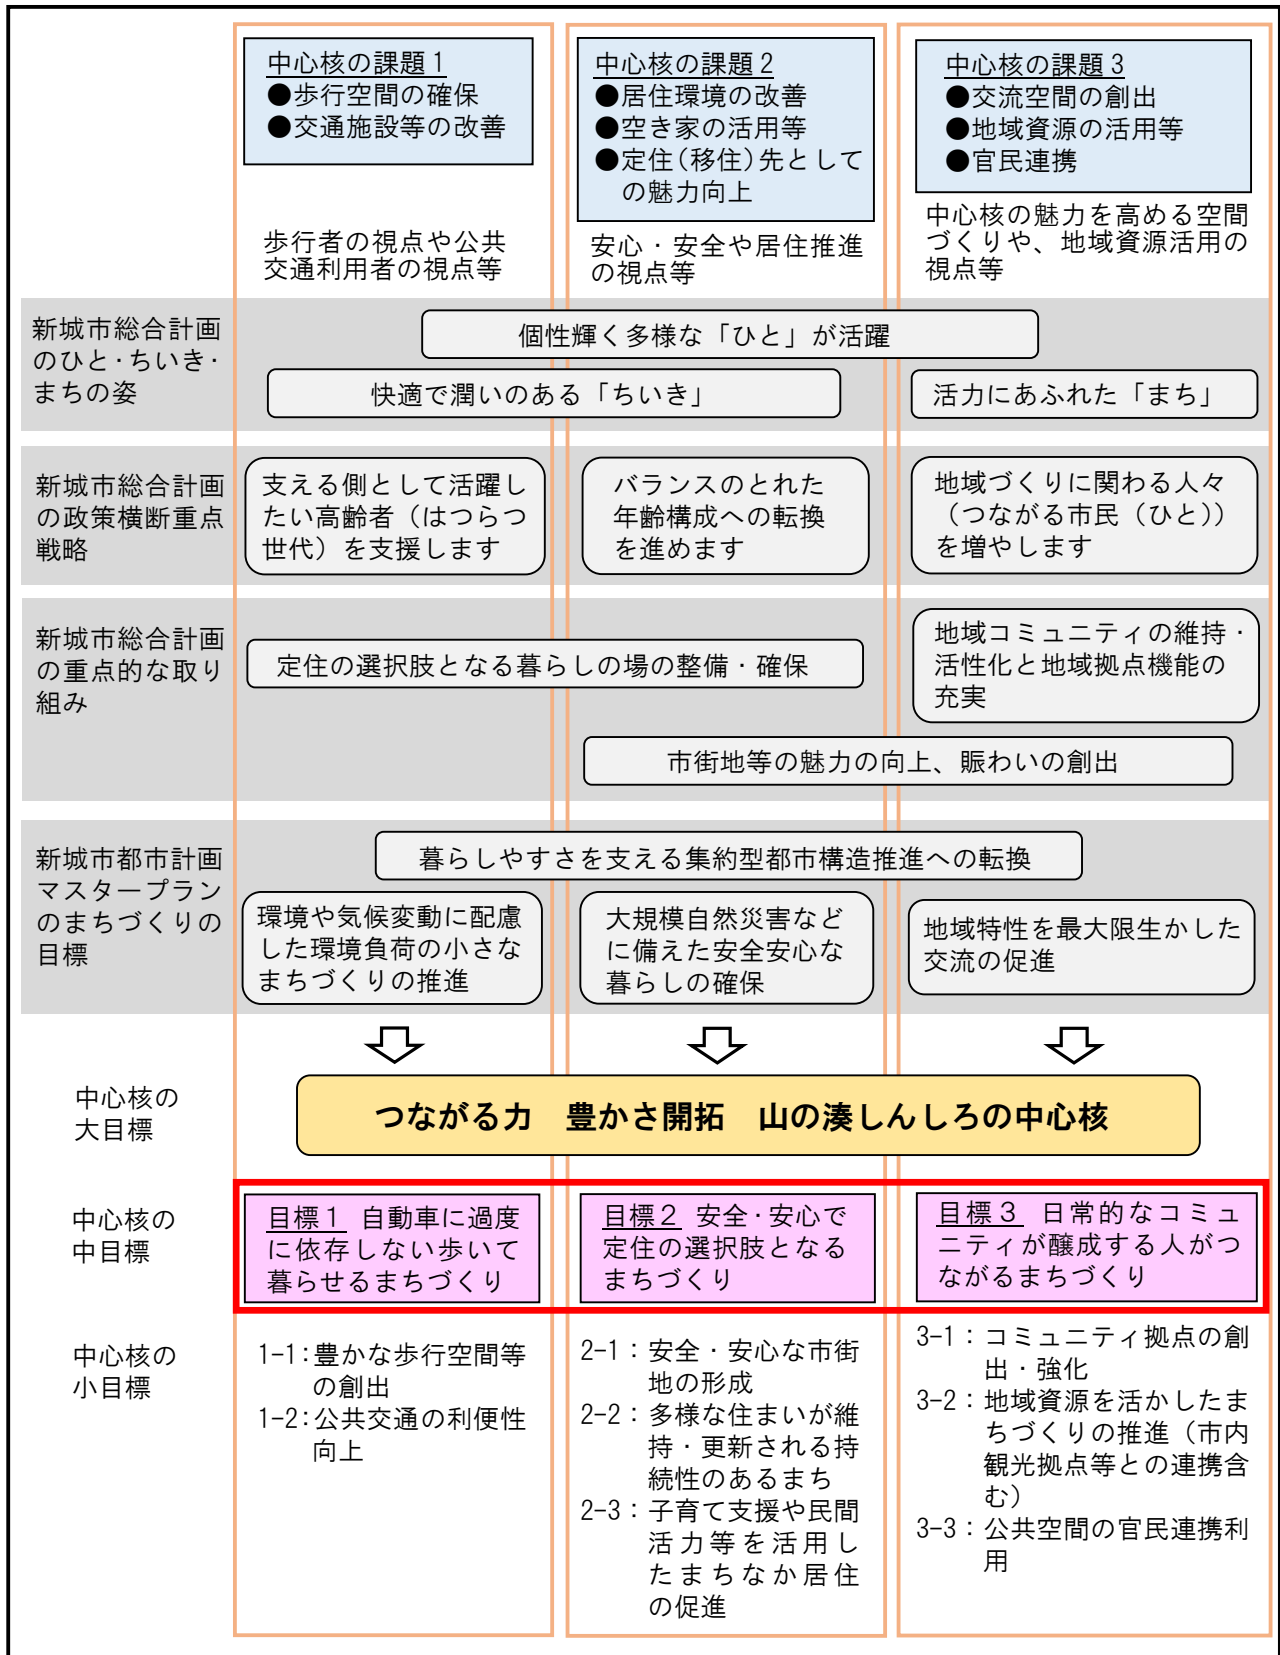 中心核の課題1
●歩行空間の確保
●交通施設等の改善
中心核の課題2
●居住環境の改善
●空き家の活用等
●定住(移住)先として
の魅力向上
中心核の課題3
●交流空間の創出
●地域資源の活用等
●官民連携
歩行者の視点や公共
交通利用者の視点等
安心・安全や居住推進
の視点等
中心核の魅力を高める空間
づくりや、地域資源活用の
視点等
新城市総合計画
のひと・ちいき・
まちの姿
個性輝く多様な「ひと」が活躍
快適で潤いのある「ちいき」
活力にあふれた「まち」
新城市総合計画
の政策横断重点
戦略
支える側として活躍し
たい高齢者（はつらつ
世代）を支援します
バランスのとれた
年齢構成への転換
を進めます
地域づくりに関わる人々
（つながる市民（ひと））
を増やします
新城市総合計画
の重点的な取り
組み
定住の選択肢となる暮らしの場の整備・確保
地域コミュニティの維持・
活性化と地域拠点機能の
充実
市街地等の魅力の向上、賑わいの創出
新城市都市計画
マスタープラン
のまちづくりの
目標
暮らしやすさを支える集約型都市構造推進への転換
環境や気候変動に配慮
した環境負荷の小さな
まちづくりの推進
大規模自然災害など
に備えた安全安心な
暮らしの確保
地域特性を最大限生かした
交流の促進
中心核の
大目標
つながる力　豊かさ開拓　山の湊しんしろの中心核
中心核の
中目標
目標1 自動車に過度
に依存しない歩いて
暮らせるまちづくり
目標2 安全・安心で
定住の選択肢となる
まちづくり
目標3 日常的なコミュ
ニティが醸成する人がつ
ながるまちづくり
中心核の
小目標
1-1：豊かな歩行空間等
の創出
1-2：公共交通の利便性
向上
2-1：安全・安心な市街
地の形成
2-2：多様な住まいが維
持・更新される持
続性のあるまち
2-3：子育て支援や民間
活力等を活用し
たまちなか居住
の促進
3-1：コミュニティ拠点の創
出・強化
3-2：地域資源を活かしたま
ちづくりの推進（市内
観光拠点等との連携含
む）
3-3：公共空間の官民連携利
用